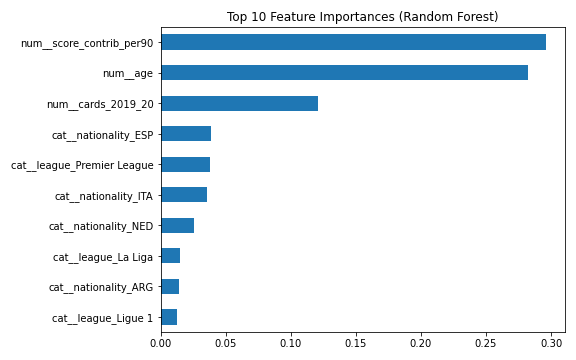 Top 10 Feature Importances (Random Forest)
num__score_contrib_per90
num__age
num__cards_2019_20
cat__nationality_ESP
cat__league_Premier League
cat__nationality_ITA
cat__nationality_NED
cat__league_La Liga
cat__nationality_ARG
cat__league_Ligue 1
0.00 0.05 0.10 0.15 0.20 0.25 0.30